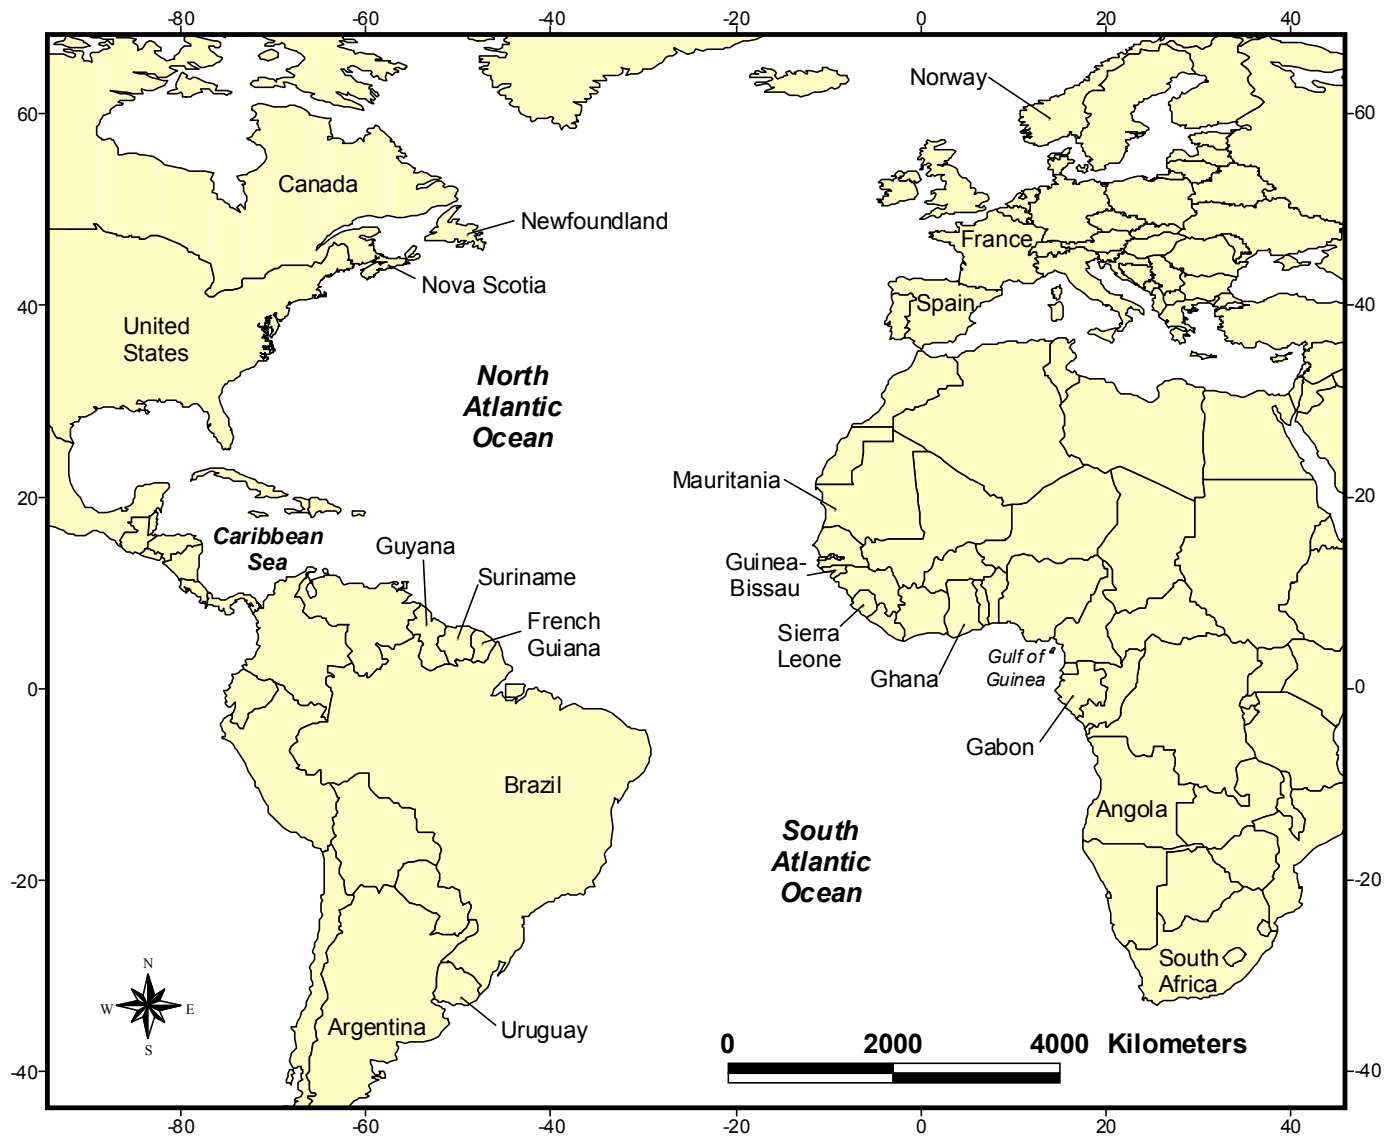 -80 -60 -40 -20 0 20 40
60 60
Norway
Canada
Newfoundland
France
Nova Scotia
40 40
Spain
United
States
North
Atlantic
Ocean
Mauritania
20 20
Caribbean
Sea
Guyana
Suriname
French
Guiana
Guinea-
Bissau
Sierra
Leone
Ghana
Gulf of
Guinea
0 0
Gabon
Brazil
Angola
South
Atlantic
Ocean
-20 -20
South
Africa
N
W E
S
Argentina
Uruguay
0 2000 4000 Kilometers
-40 -40
-80 -60 -40 -20 0 20 40